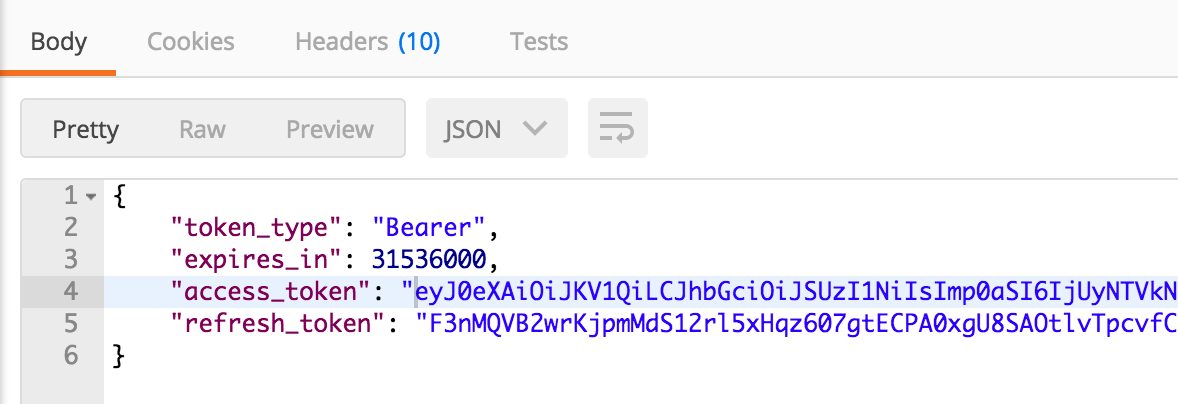 Body Cookies Headers (10) Tests
Pretty Raw Preview JSON
1 {
2 "token_type": "Bearer",
3 "expires_in": 31536000,
4 "access_token": "eyJ0eXAiOiJKV1QiLCJhbGciOiJSUzI1NiIsImp0aSI6IjUyNTVkN
5 "refresh_token": "F3nMQVB2wrKjpmMdS12rl5xHqz607gtECPA0xgU8SAOtlvTpcvfC
6 }